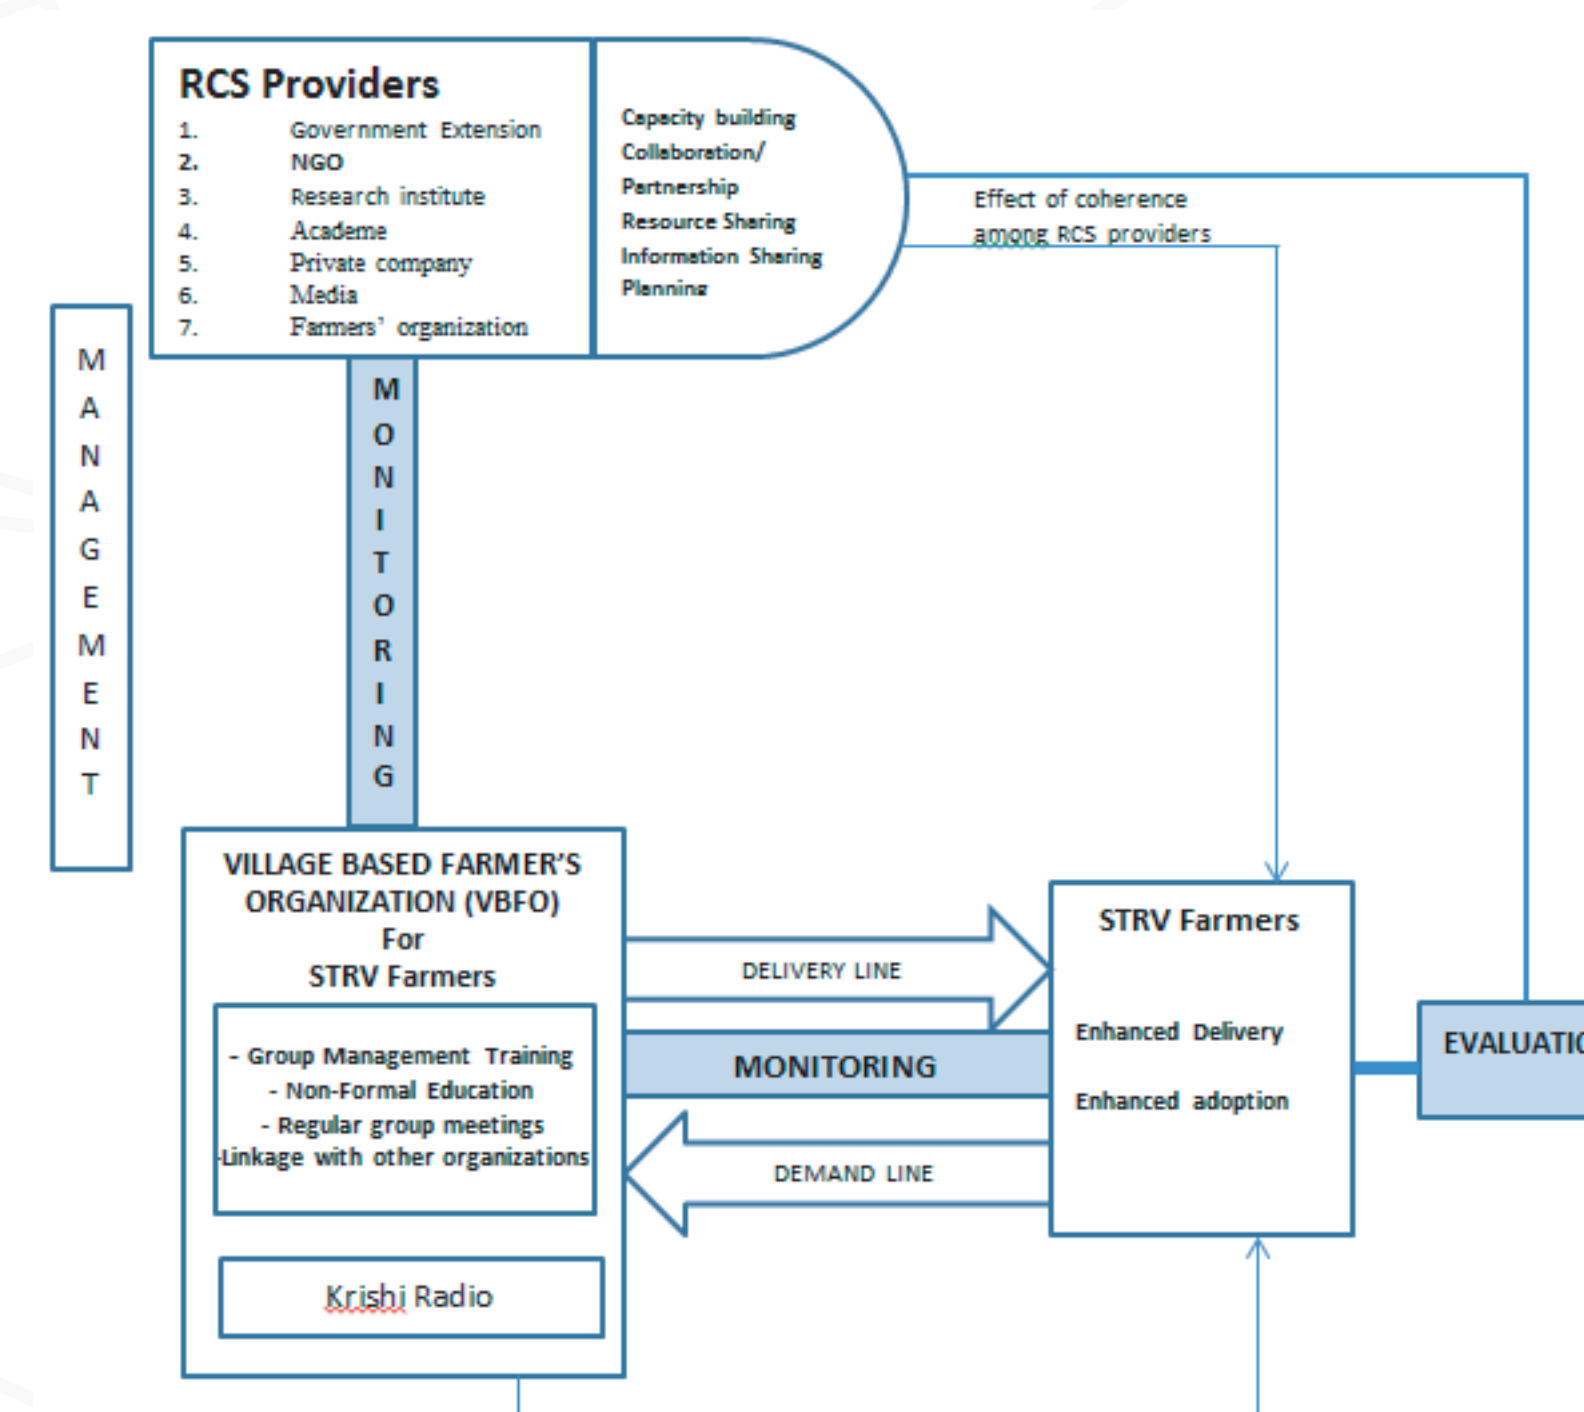 RCS Providers
1. Government Extension
2. NGO
3. Research institute
4. Academe
5. Private company
6. Media
7. Farmers' organization
Capacity building
Collaboration/
Partnership
Resource Sharing
Information Sharing
Planning
Effect of coherence
among RCS providers
MANAGEMENT
MONITORING
VILLAGE BASED FARMER'S
ORGANIZATION (VBFO)
For
STRV Farmers
- Group Management Training
- Non-Formal Education
- Regular group meetings
-Linkage with other organizations
Krishi Radio
DELIVERY LINE
MONITORING
DEMAND LINE
STRV Farmers
Enhanced Delivery
Enhanced adoption